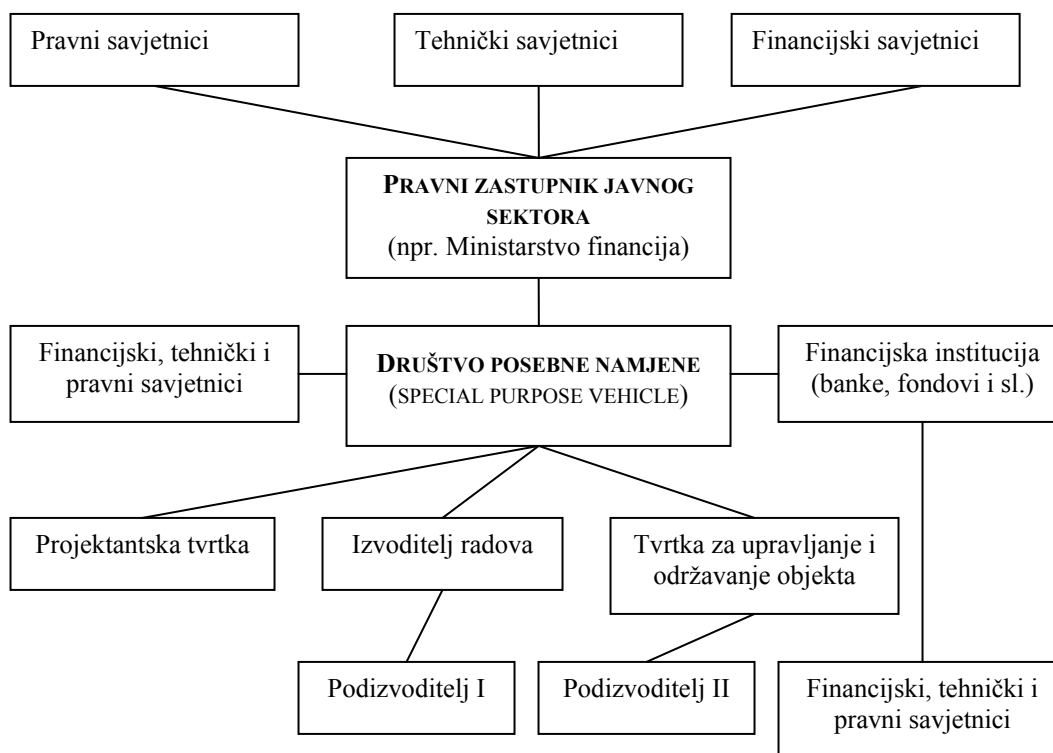 Pravni savjetnici
Tehnički savjetnici
Financijski savjetnici
PRAVNI ZASTUPNIK JAVNOG
SEKTORA
(npr. Ministarstvo financija)
Financijski, tehnički i
pravni savjetnici
DRUŠTVO POSEBNE NAMJENE
(SPECIAL PURPOSE VEHICLE)
Financijska institucija
(banke, fondovi i sl.)
Projektantska tvrtka
Izvoditelj radova
Tvrtka za upravljanje i
održavanje objekta
Podizvoditelj I
Podizvoditelj II
Financijski, tehnički i
pravni savjetnici